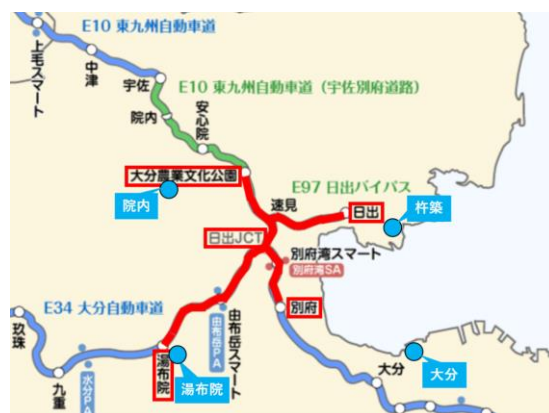 E10 東九州自動車道
上毛スマート
中津
宇佐
E10 東九州自動車道（宇佐別府道路）
院内
安心院
大分農業文化公園
院内
E97 日出バイパス
速見
日出
杵築
日出JCT
別府湾スマート
別府湾SA
E34 大分自動車道
別府
玖珠
九重
水分PA
湯布院
湯布院
由布岳PA
由布岳スマート
大分
大分